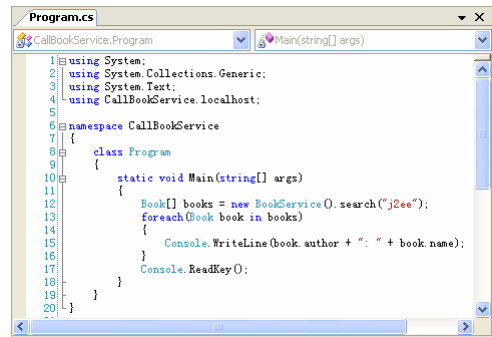 Program.cs
CallBookService.Program
Main(string[] args)
1 using System;
2 using System.Collections.Generic;
3 using System.Text;
4 using CallBookService.localhost;
5
6 namespace CallBookService
7 {
8 class Program
9 {
10 static void Main(string[] args)
11 {
12 Book[] books = new BookService().search("j2ee");
13 foreach(Book book in books)
14 {
15 Console.WriteLine(book.author + ": " + book.name);
16 }
17 Console.ReadKey();
18 }
19 }
20 }